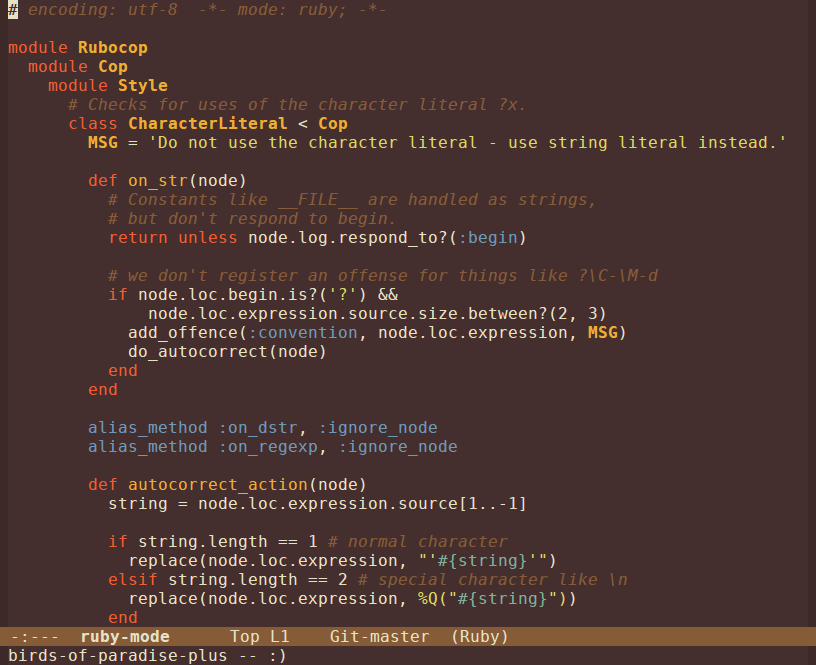 # encoding: utf-8  -*- mode: ruby; -*-

module Rubocop
  module Cop
    module Style
      # Checks for uses of the character literal ?x.
      class CharacterLiteral < Cop
        MSG = 'Do not use the character literal - use string literal instead.'

        def on_str(node)
          # Constants like __FILE__ are handled as strings,
          # but don't respond to begin.
          return unless node.log.respond_to?(:begin)

          # we don't register an offense for things like ?\C-\M-d
          if node.loc.begin.is?('?') &&
              node.loc.expression.source.size.between?(2, 3)
            add_offence(:convention, node.loc.expression, MSG)
            do_autocorrect(node)
          end
        end

        alias_method :on_dstr, :ignore_node
        alias_method :on_regexp, :ignore_node

        def autocorrect_action(node)
          string = node.loc.expression.source[1..-1]

          if string.length == 1 # normal character
            replace(node.loc.expression, "'#{string}'")
          elsif string.length == 2 # special character like \n
            replace(node.loc.expression, %Q("#{string}"))
          end
-:---  ruby-mode      Top L1    Git-master  (Ruby)
birds-of-paradise-plus -- :)